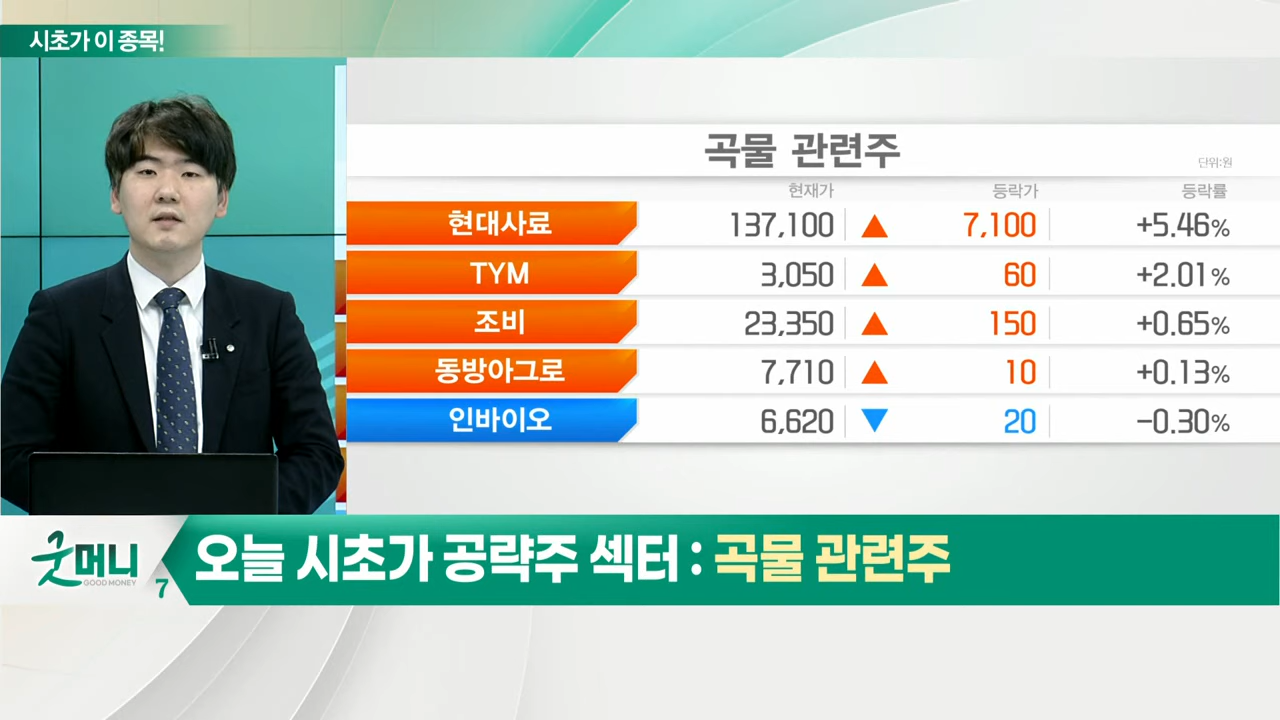 시초가 이 종목!
곡물 관련주
단위:원
현재가 등락가 등락률
현대사료 137,100 ▲ 7,100 +5.46%
TYM 3,050 ▲ 60 +2.01%
조비 23,350 ▲ 150 +0.65%
동방아그로 7,710 ▲ 10 +0.13%
인바이오 6,620 ▼ 20 -0.30%
굿머니
GOOD MONEY
7
오늘 시초가 공략주 섹터 : 곡물 관련주